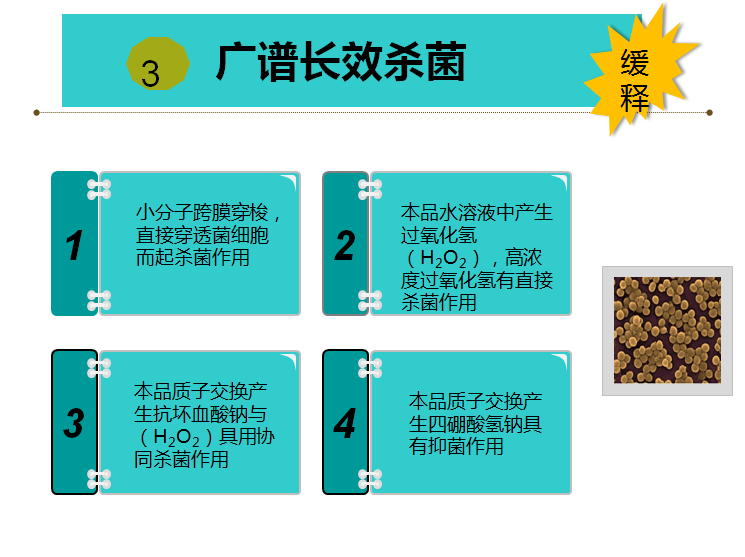 3
广谱长效杀菌
缓
释
1
小分子跨膜穿梭，
直接穿透菌细胞
而起杀菌作用
2
本品水溶液中产生
过氧化氢
（H₂O₂），高浓
度过氧化氢有直接
杀菌作用
3
本品质子交换产
生抗坏血酸钠与
（H₂O₂）具用协
同杀菌作用
4
本品质子交换产
生四硼酸氢钠具
有抑菌作用